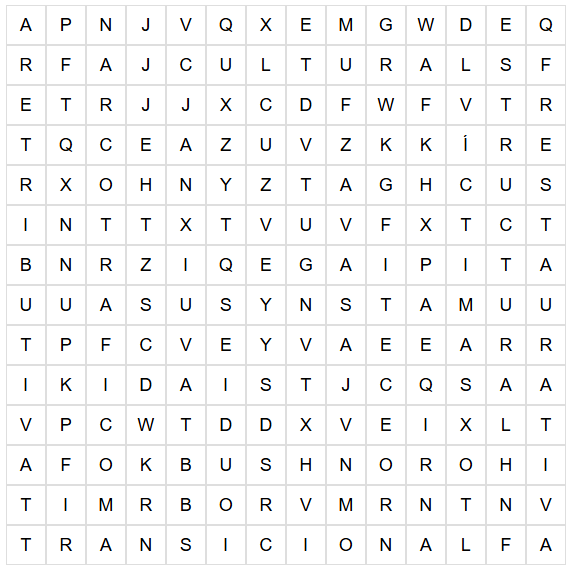 A P N J V Q X E M G W D E Q
R F A J C U L T U R A L S F
E T R J J X C D F W F V T R
T Q C E A Z U V Z K K Í R E
R X O H N Y Z T A G H C U S
I N T T X T V U V F X T C T
B N R Z I Q E G A I P I T A
U U A S U S Y N S T A M U U
T P F C V E Y V A E E A R R
I K I D A I S T J C Q S A A
V P C W T D D X V E I X L T
A F O K B U S H N O R O H I
T I M R B O R V M R N T N V
T R A N S I C I O N A L F A